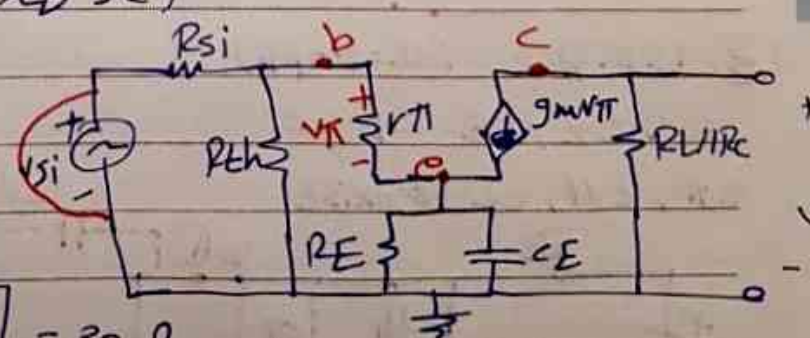 Rsi
b
c
+
vπ
-
rπ
gmvπ
+
vsi
-
Rth
e
RL//Rc
RE
CE